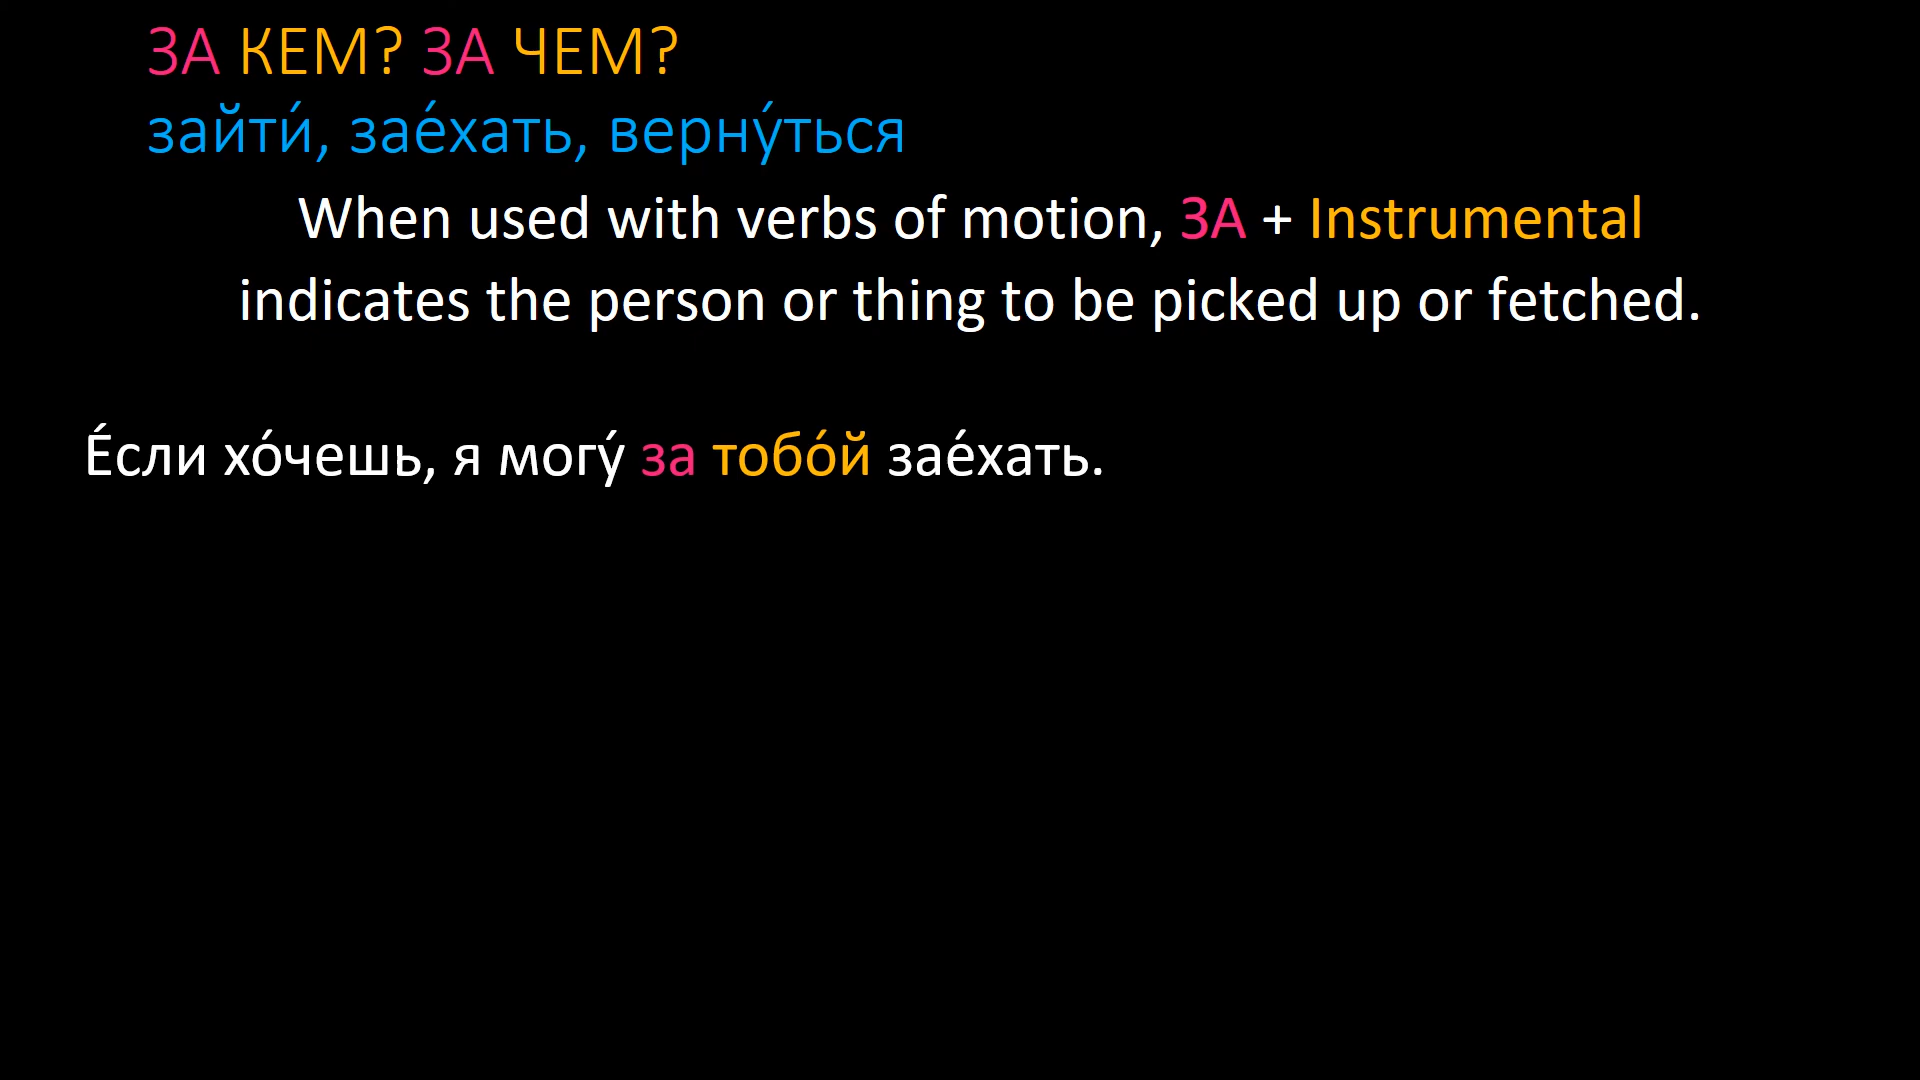 ЗА КЕМ? ЗА ЧЕМ?
зайти́, зае́хать, верну́ться
When used with verbs of motion, ЗА + Instrumental
indicates the person or thing to be picked up or fetched.
Е́сли хо́чешь, я могу́ за тобо́й зае́хать.